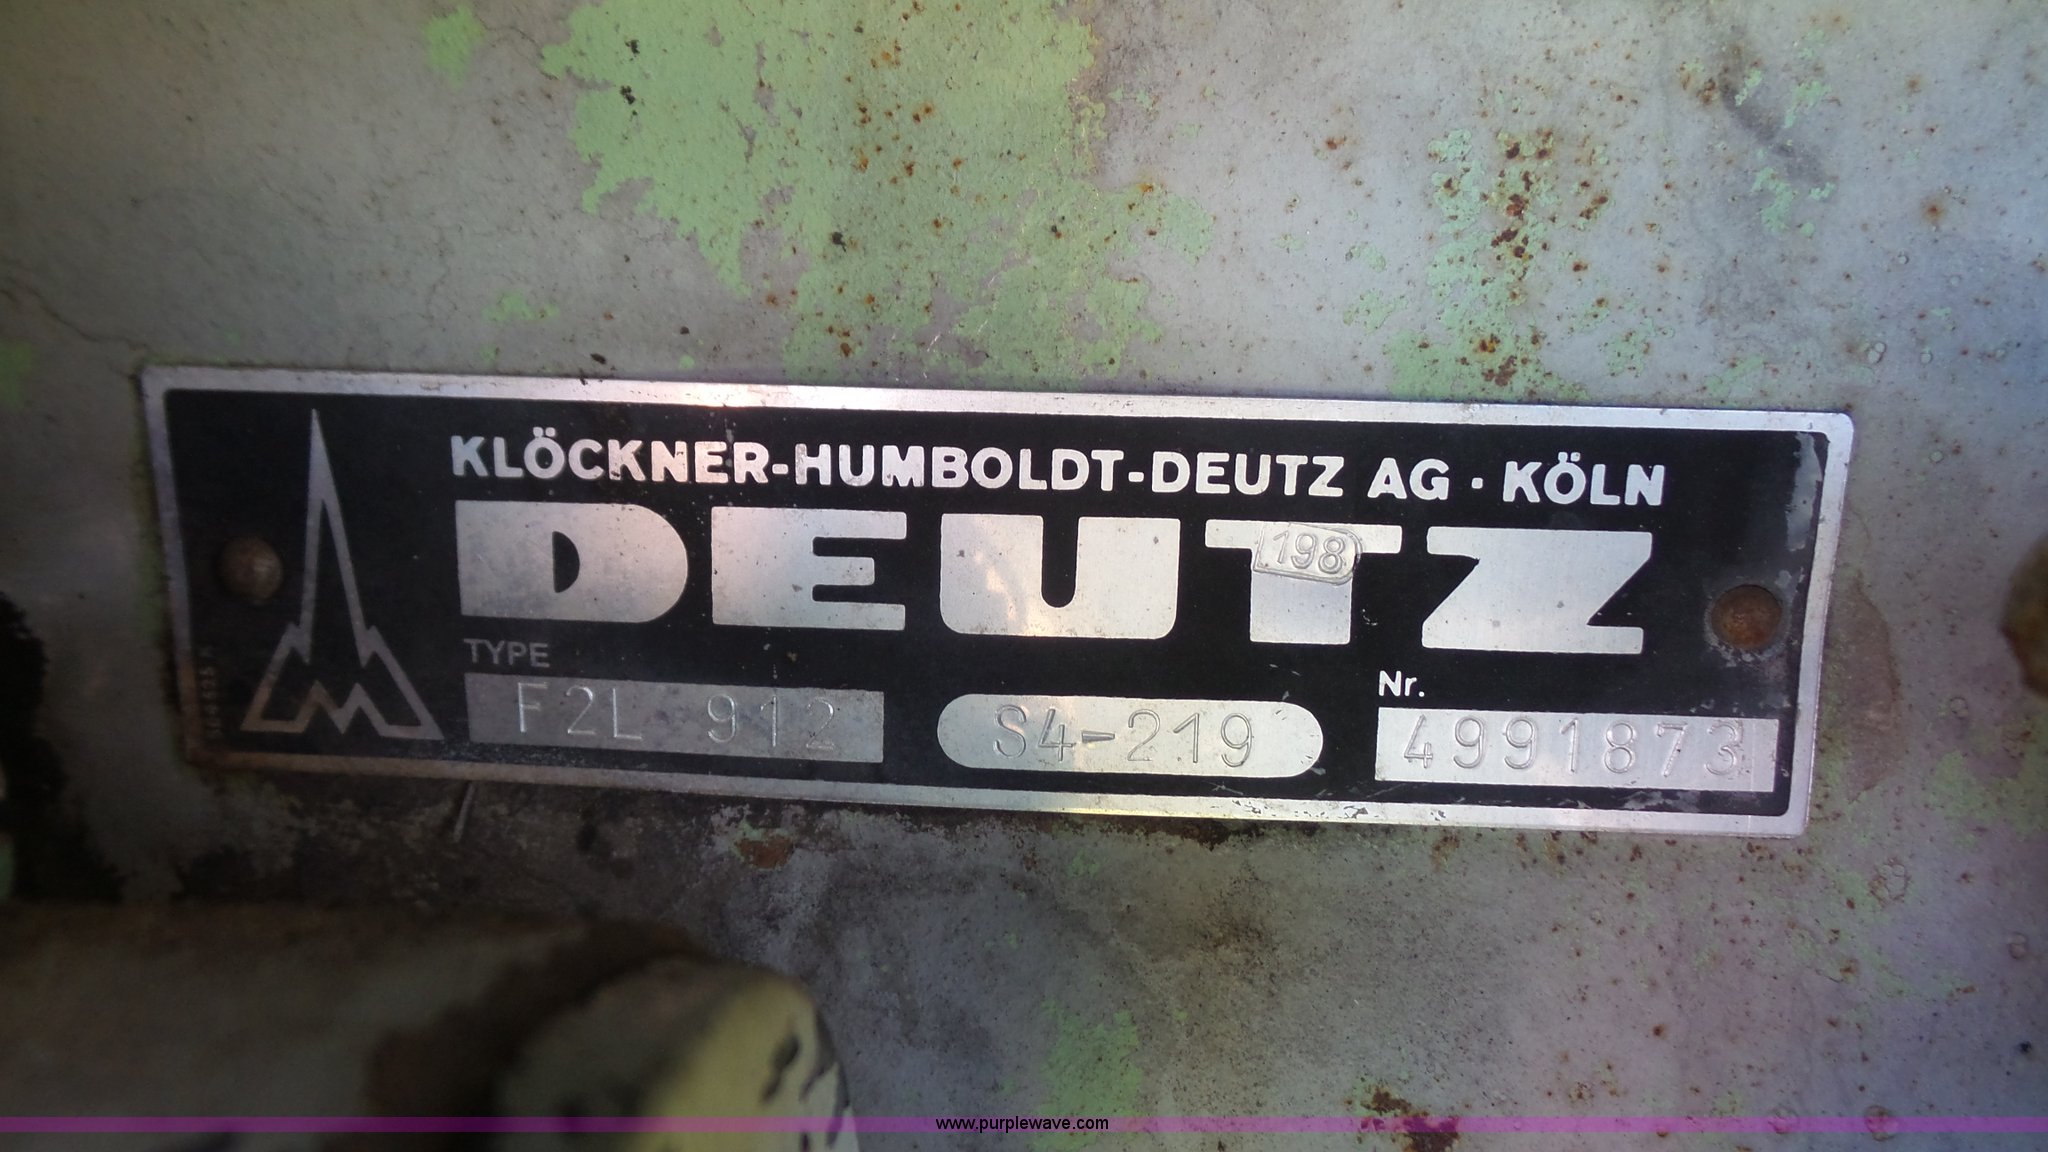 KLÖCKNER-HUMBOLDT-DEUTZ AG · KÖLN
DEUTZ
198
TYPE
F2L 912
S4-219
Nr.
4991873
www.purplewave.com